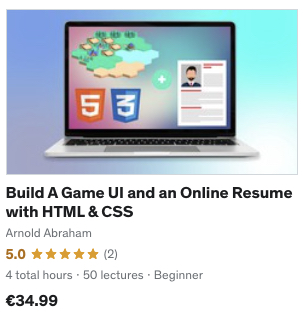 5
3
Build A Game UI and an Online Resume
with HTML & CSS
Arnold Abraham
5.0 (2)
4 total hours · 50 lectures · Beginner
€34.99